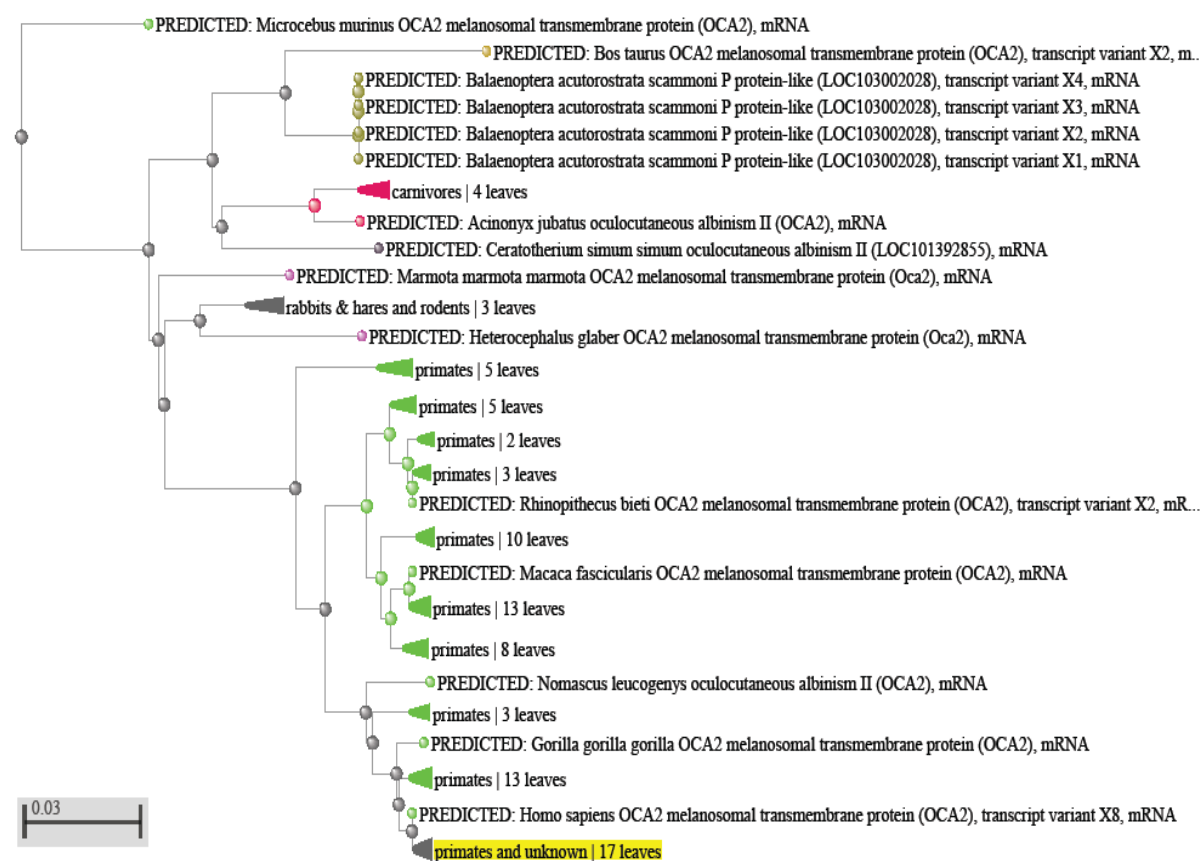 PREDICTED: Microcebus murinus OCA2 melanosomal transmembrane protein (OCA2), mRNA
PREDICTED: Bos taurus OCA2 melanosomal transmembrane protein (OCA2), transcript variant X2, m...
PREDICTED: Balaenoptera acutorostrata scammoni P protein-like (LOC103002028), transcript variant X4, mRNA
PREDICTED: Balaenoptera acutorostrata scammoni P protein-like (LOC103002028), transcript variant X3, mRNA
PREDICTED: Balaenoptera acutorostrata scammoni P protein-like (LOC103002028), transcript variant X2, mRNA
PREDICTED: Balaenoptera acutorostrata scammoni P protein-like (LOC103002028), transcript variant X1, mRNA
carnivores | 4 leaves
PREDICTED: Acinonyx jubatus oculocutaneous albinism II (OCA2), mRNA
PREDICTED: Ceratotherium simum simum oculocutaneous albinism II (LOC101392855), mRNA
PREDICTED: Marmota marmota marmota OCA2 melanosomal transmembrane protein (Oca2), mRNA
rabbits & hares and rodents | 3 leaves
PREDICTED: Heterocephalus glaber OCA2 melanosomal transmembrane protein (Oca2), mRNA
primates | 5 leaves
primates | 5 leaves
primates | 2 leaves
primates | 3 leaves
PREDICTED: Rhinopithecus bieti OCA2 melanosomal transmembrane protein (OCA2), transcript variant X2, mR...
primates | 10 leaves
PREDICTED: Macaca fascicularis OCA2 melanosomal transmembrane protein (OCA2), mRNA
primates | 13 leaves
primates | 8 leaves
PREDICTED: Nomascus leucogenys oculocutaneous albinism II (OCA2), mRNA
primates | 3 leaves
PREDICTED: Gorilla gorilla gorilla OCA2 melanosomal transmembrane protein (OCA2), mRNA
primates | 13 leaves
0.03
PREDICTED: Homo sapiens OCA2 melanosomal transmembrane protein (OCA2), transcript variant X8, mRNA
primates and unknown | 17 leaves